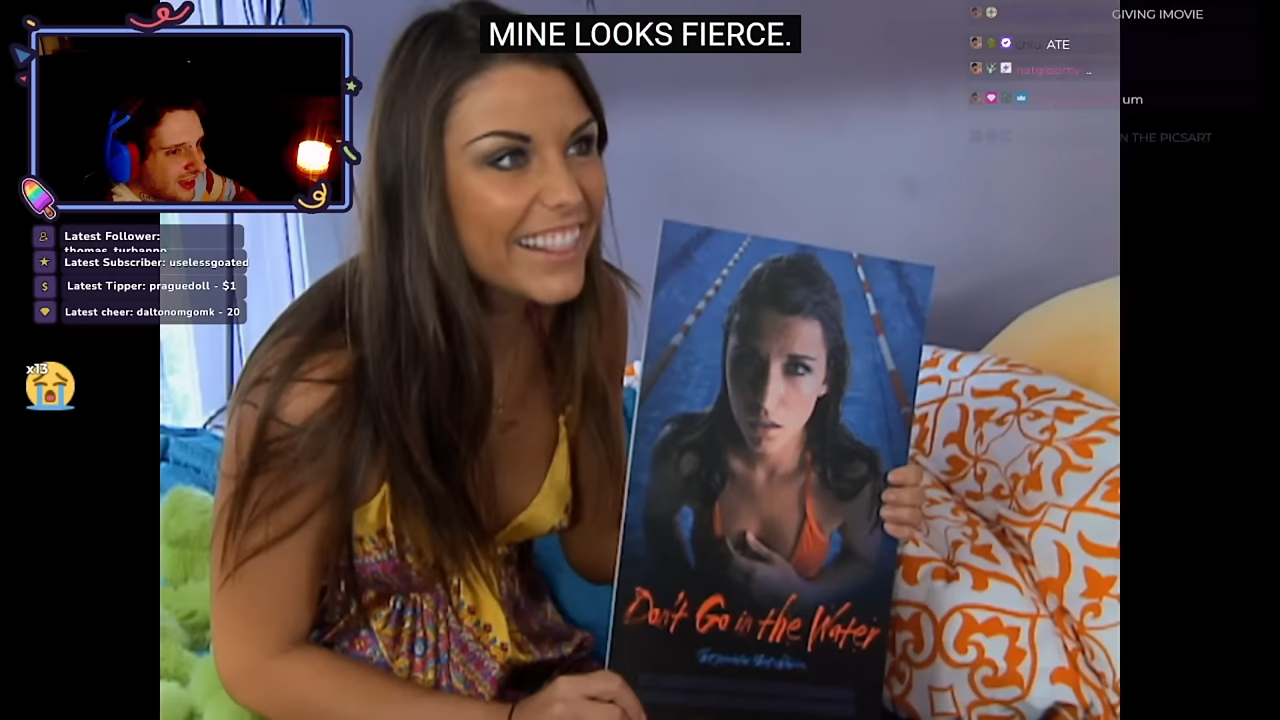 MINE LOOKS FIERCE.
GIVING IMOVIE
ATE
natgloomy ..
um
N THE PICSART
Latest Follower:
Latest Subscriber: uselessgoated
Latest Tipper: praguedoll - $1
Latest cheer: daltonomgomk - 20
x13
Don't Go in the Water